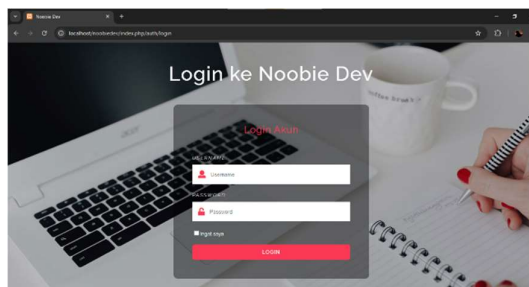 Noobie Dev
localhost/noobiedev/index.php/auth/login
Login ke Noobie Dev
Login Akun
USERNAME
Username
PASSWORD
Password
Ingat saya
LOGIN
acer